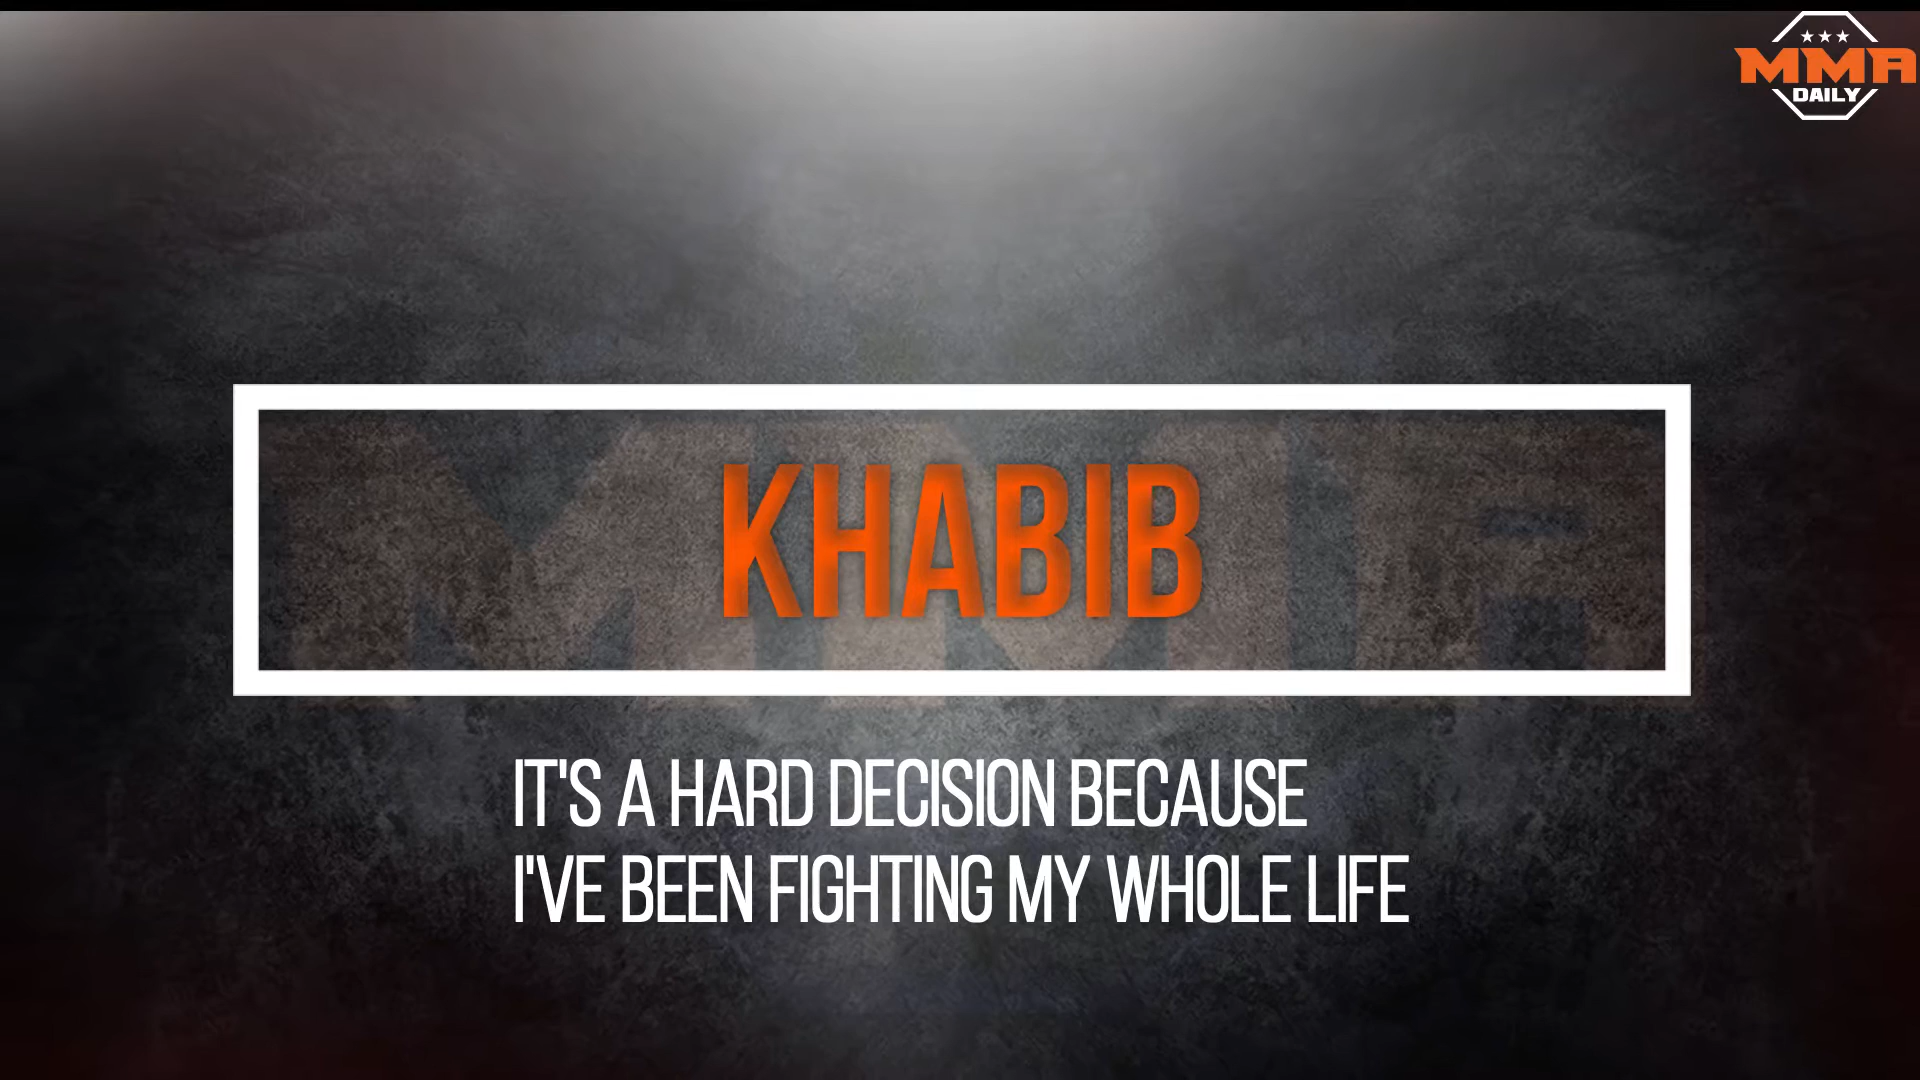 MMA
DAILY
KHABIB
IT'S A HARD DECISION BECAUSE
I'VE BEEN FIGHTING MY WHOLE LIFE